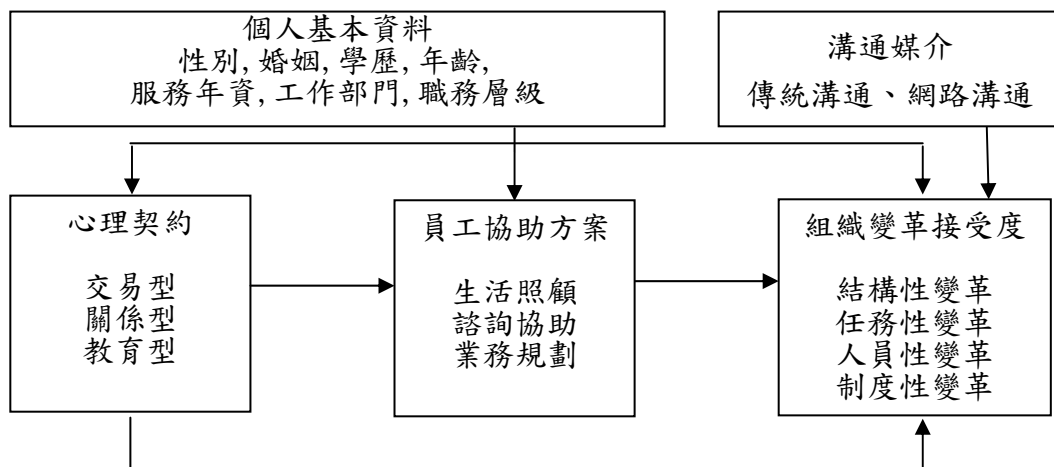 個人基本資料
性別, 婚姻, 學歷, 年齡,
服務年資, 工作部門, 職務層級
溝通媒介
傳統溝通、網路溝通
心理契約
交易型
關係型
教育型
員工協助方案
生活照顧
諮詢協助
業務規劃
組織變革接受度
結構性變革
任務性變革
人員性變革
制度性變革